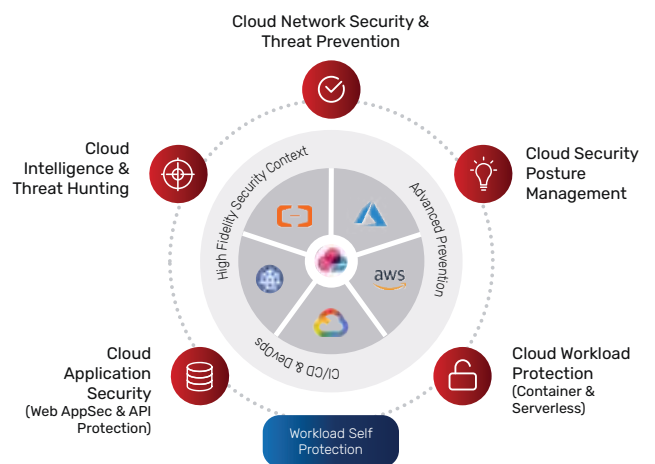 Cloud Network Security &
Threat Prevention
Cloud
Intelligence &
Threat Hunting
Cloud Security
Posture
Management
High Fidelity Security Context
Advanced Prevention
aws
CI/CD & DevOps
Cloud
Application
Security
(Web AppSec & API
Protection)
Cloud Workload
Protection
(Container &
Serverless)
Workload Self
Protection